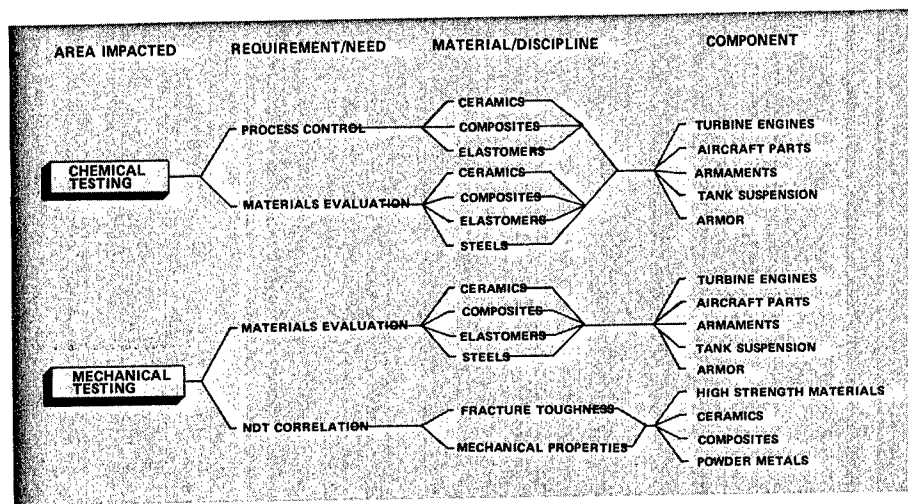 AREA IMPACTED REQUIREMENT/NEED MATERIAL/DISCIPLINE COMPONENT
CHEMICAL
TESTING
PROCESS CONTROL
CERAMICS
COMPOSITES
ELASTOMERS
MATERIALS EVALUATION
CERAMICS
COMPOSITES
ELASTOMERS
STEELS
TURBINE ENGINES
AIRCRAFT PARTS
ARMAMENTS
TANK SUSPENSION
ARMOR
MECHANICAL
TESTING
MATERIALS EVALUATION
CERAMICS
COMPOSITES
ELASTOMERS
STEELS
TURBINE ENGINES
AIRCRAFT PARTS
ARMAMENTS
TANK SUSPENSION
ARMOR
NDT CORRELATION
FRACTURE TOUGHNESS
MECHANICAL PROPERTIES
HIGH STRENGTH MATERIALS
CERAMICS
COMPOSITES
POWDER METALS